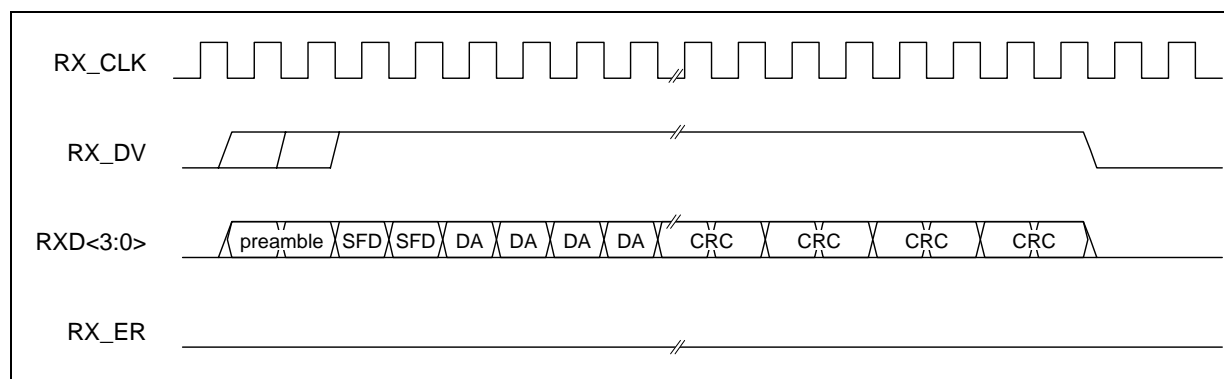 RX_CLK
RX_DV
RXD<3:0>
preamble SFD SFD DA DA DA DA CRC CRC CRC CRC
RX_ER